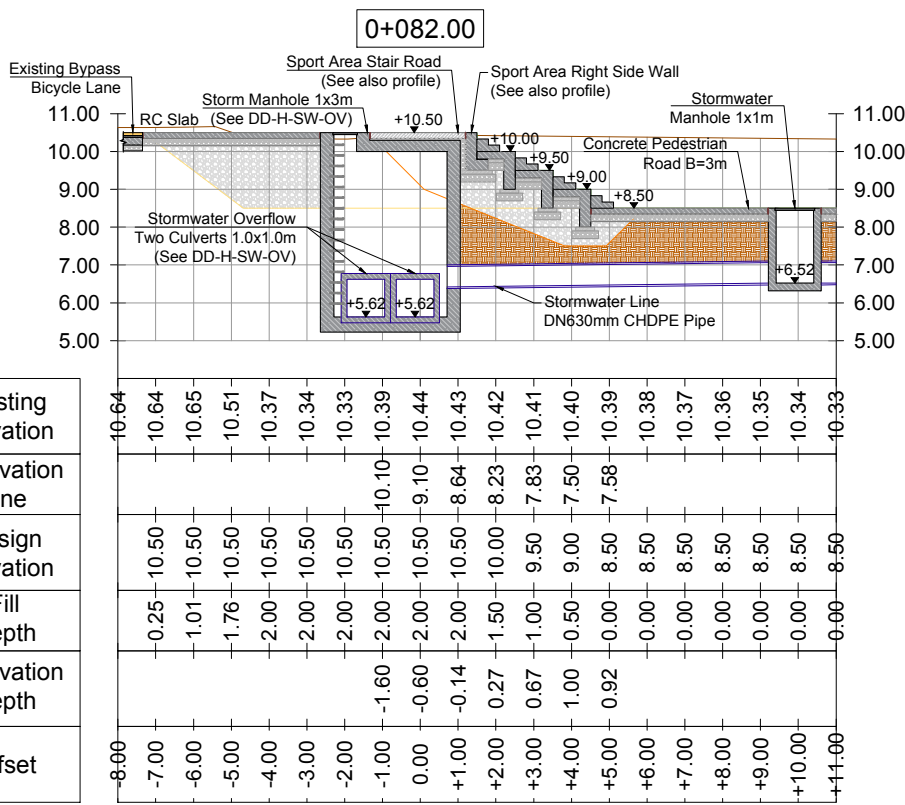 0+082.00
Existing Bypass
Bicycle Lane
Sport Area Stair Road
(See also profile)
Sport Area Right Side Wall
(See also profile)
RC Slab
Storm Manhole 1x3m
(See DD-H-SW-OV)
Stormwater
Manhole 1x1m
Concrete Pedestrian
Road B=3m
Stormwater Overflow
Two Culverts 1.0x1.0m
(See DD-H-SW-OV)
Stormwater Line
DN630mm CHDPE Pipe
+10.50
+10.00
+9.50
+9.00
+8.50
+6.52
+5.62
+5.62
11.00
10.00
9.00
8.00
7.00
6.00
5.00
11.00
10.00
9.00
8.00
7.00
6.00
5.00
sting
vation
10.64 10.64 10.65 10.51 10.37 10.34 10.33 10.39 10.44 10.43 10.42 10.41 10.40 10.39 10.38 10.37 10.36 10.35 10.34 10.33
vation
ne
10.10 9.10 8.64 8.23 7.83 7.50 7.58
sign
vation
10.50 10.50 10.50 10.50 10.50 10.50 10.50 10.50 10.50 10.00 9.50 9.00 8.50 8.50 8.50 8.50 8.50 8.50 8.50
Fill
epth
0.25 1.01 1.76 2.00 2.00 2.00 2.00 2.00 2.00 1.50 1.00 0.50 0.00 0.00 0.00 0.00 0.00 0.00 0.00
vation
epth
-1.60 -0.60 -0.14 0.27 0.67 1.00 0.92
fset
-8.00 -7.00 -6.00 -5.00 -4.00 -3.00 -2.00 -1.00 0.00 +1.00 +2.00 +3.00 +4.00 +5.00 +6.00 +7.00 +8.00 +9.00 +10.00 +11.00